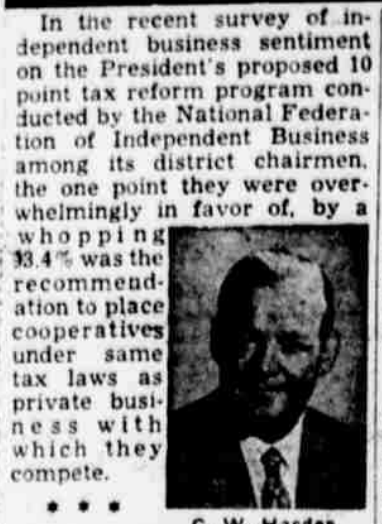 In the recent survey of in-
dependent business sentiment
on the President's proposed 10
point tax reform program con-
ducted by the National Federa-
tion of Independent Business
among its district chairmen,
the one point they were over-
whelmingly in favor of, by a
whopping
93.4% was the
recommend-
ation to place
cooperatives
under same
tax laws as
private busi-
ness with
which they
compete.
* * *
C. W. Harder